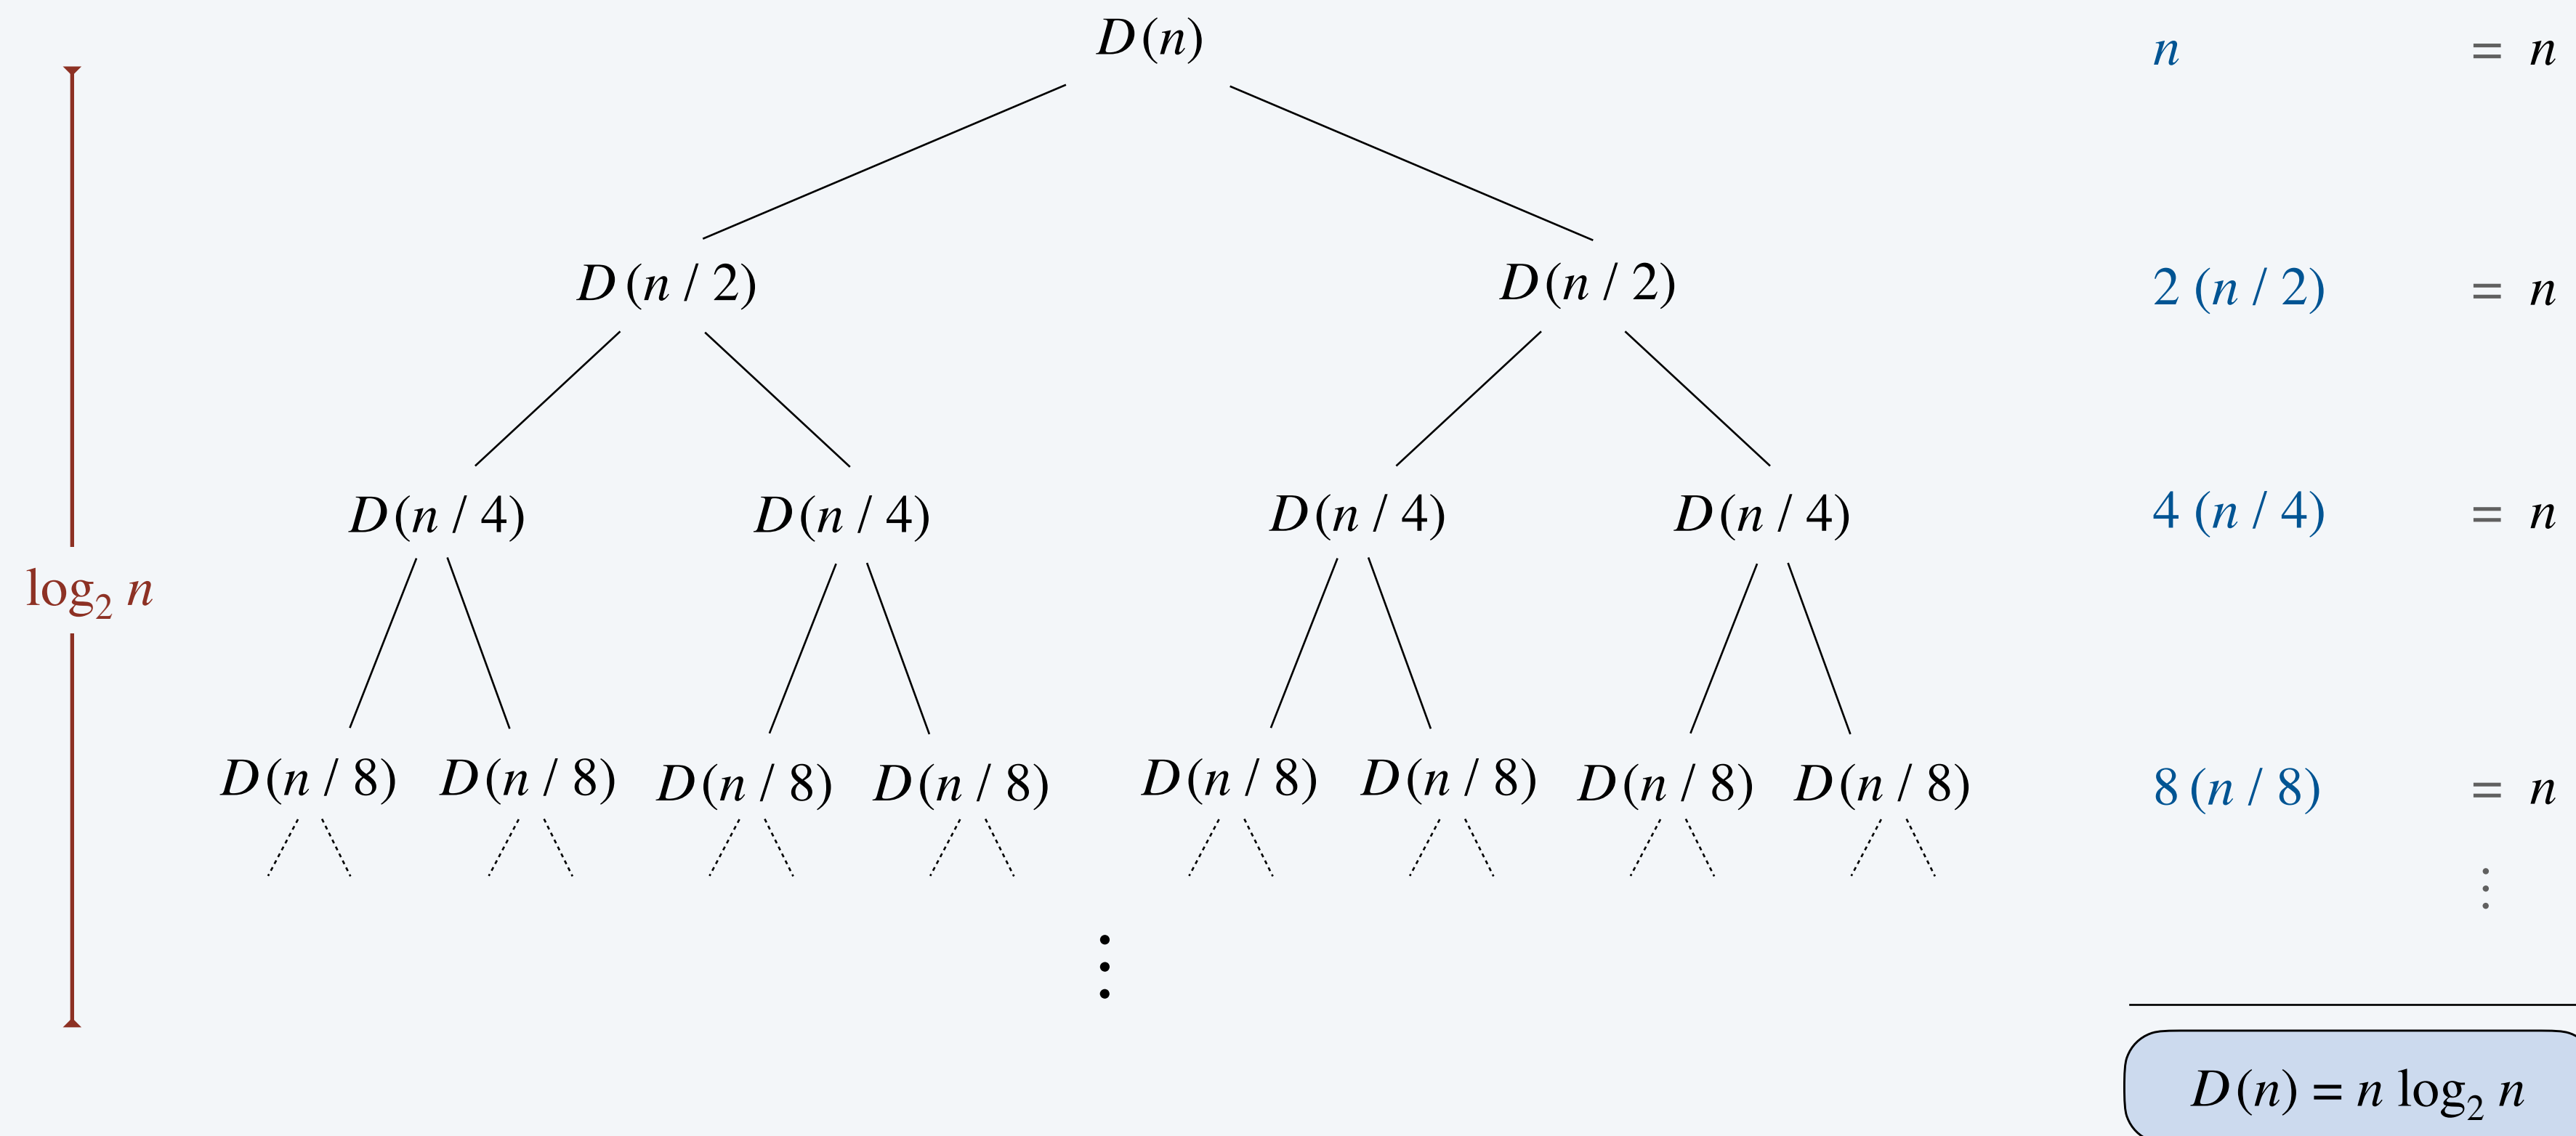 D(n) n = n
D(n / 2) D(n / 2) 2 (n / 2) = n
D(n / 4) D(n / 4) D(n / 4) D(n / 4) 4 (n / 4) = n
log₂ n
D(n / 8) D(n / 8) D(n / 8) D(n / 8) D(n / 8) D(n / 8) D(n / 8) D(n / 8) 8 (n / 8) = n
⋮
⋮
D(n) = n log₂ n